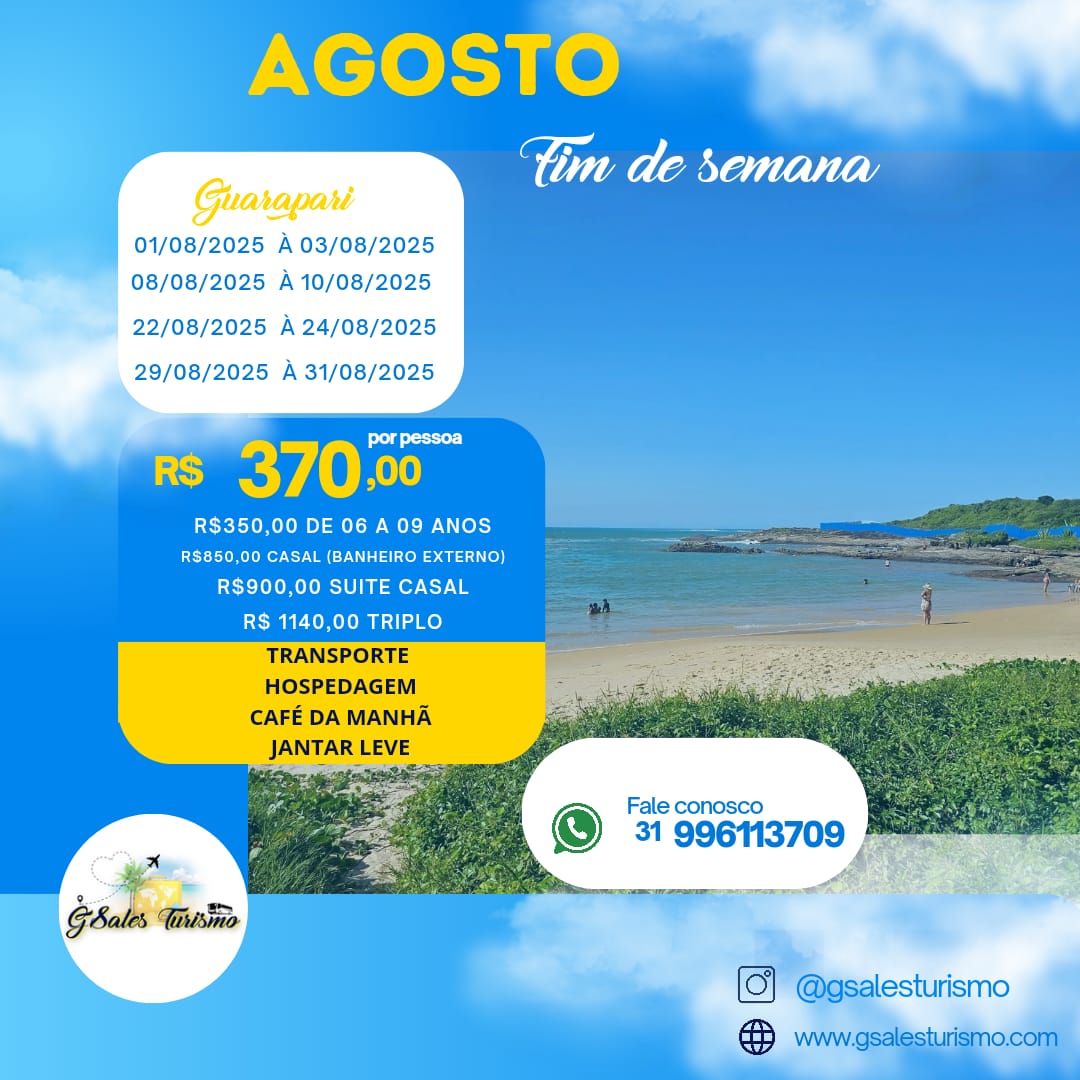 AGOSTO
Fim de semana
Guarapari
01/08/2025 À 03/08/2025
08/08/2025 À 10/08/2025
22/08/2025 À 24/08/2025
29/08/2025 À 31/08/2025
por pessoa
R$ 370,00
R$350,00 DE 06 A 09 ANOS
R$850,00 CASAL (BANHEIRO EXTERNO)
R$900,00 SUITE CASAL
R$ 1140,00 TRIPLO
TRANSPORTE
HOSPEDAGEM
CAFÉ DA MANHÃ
JANTAR LEVE
Fale conosco
31 996113709
GSales Turismo
@gsalesturismo
www.gsalesturismo.com